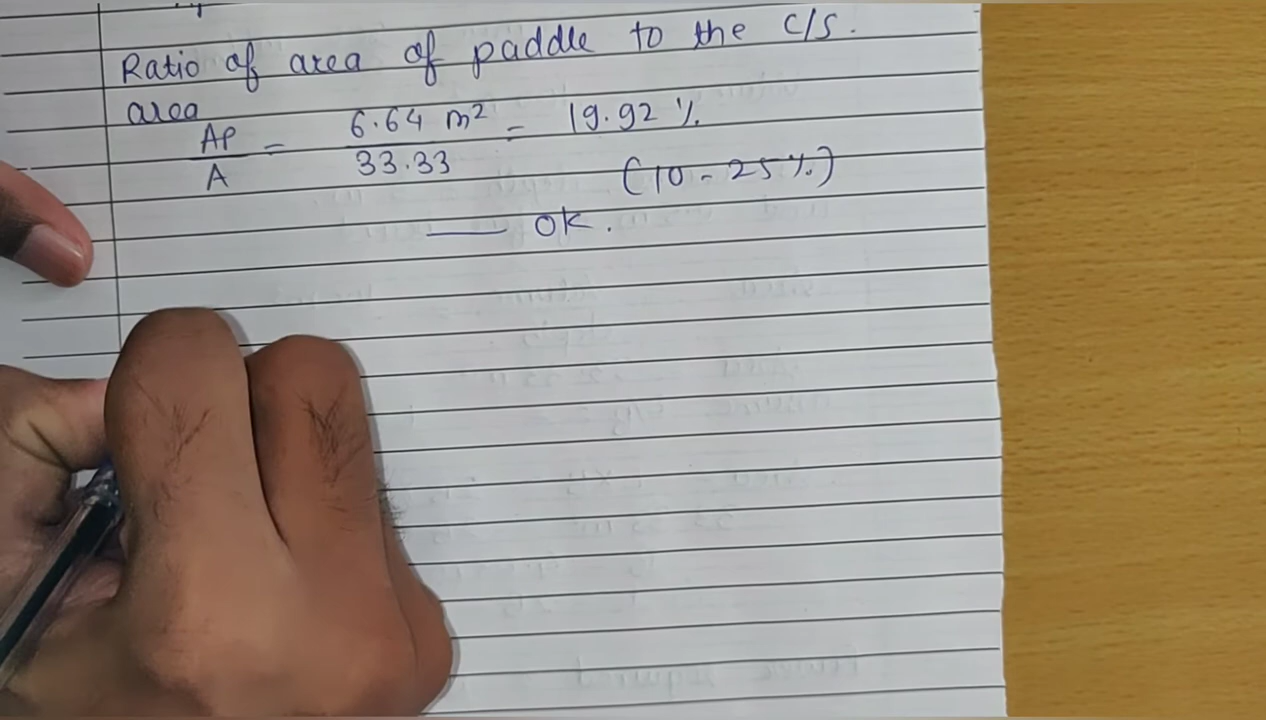 Ratio of area of paddle to the c/s.
area
Ap/A = 6.64 m²/33.33 = 19.92 %
(10 - 25 %)
—— OK.